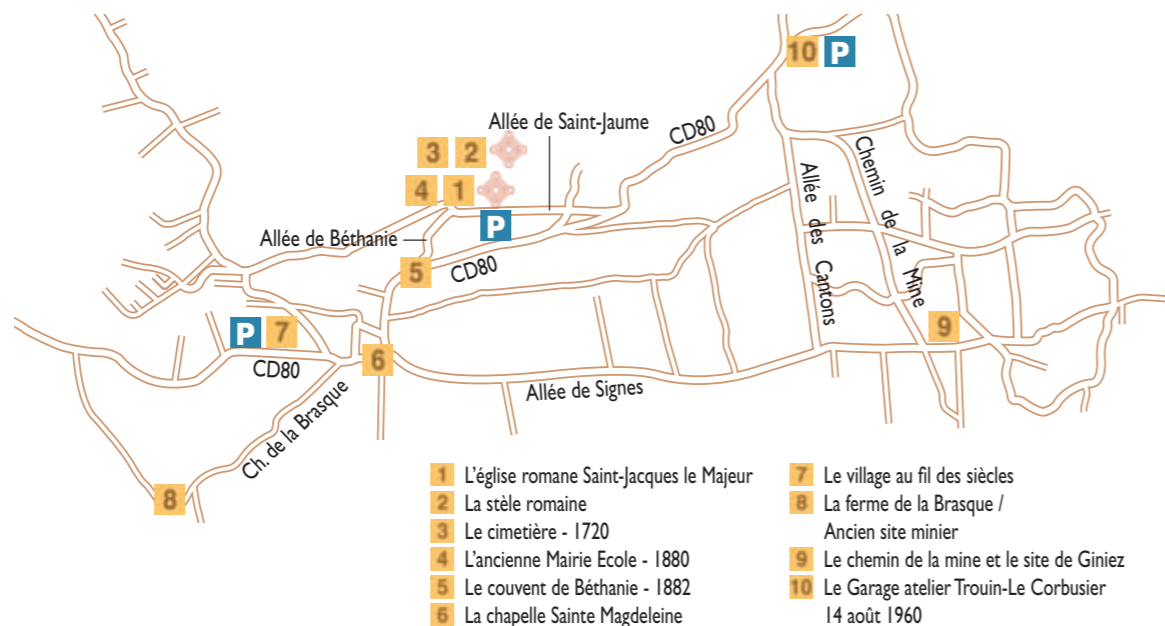 10 P
Allée de Saint-Jaume
CD80
3 2
4 1
P
Chemin de la Mine
Allée des Cantons
Allée de Béthanie
5
CD80
P 7
9
6
CD80
Allée de Signes
Ch. de la Brasque
8
1 L'église romane Saint-Jacques le Majeur
2 La stèle romaine
3 Le cimetière - 1720
4 L'ancienne Mairie Ecole - 1880
5 Le couvent de Béthanie - 1882
6 La chapelle Sainte Magdeleine
7 Le village au fil des siècles
8 La ferme de la Brasque /
Ancien site minier
9 Le chemin de la mine et le site de Giniez
10 Le Garage atelier Trouin-Le Corbusier
14 août 1960